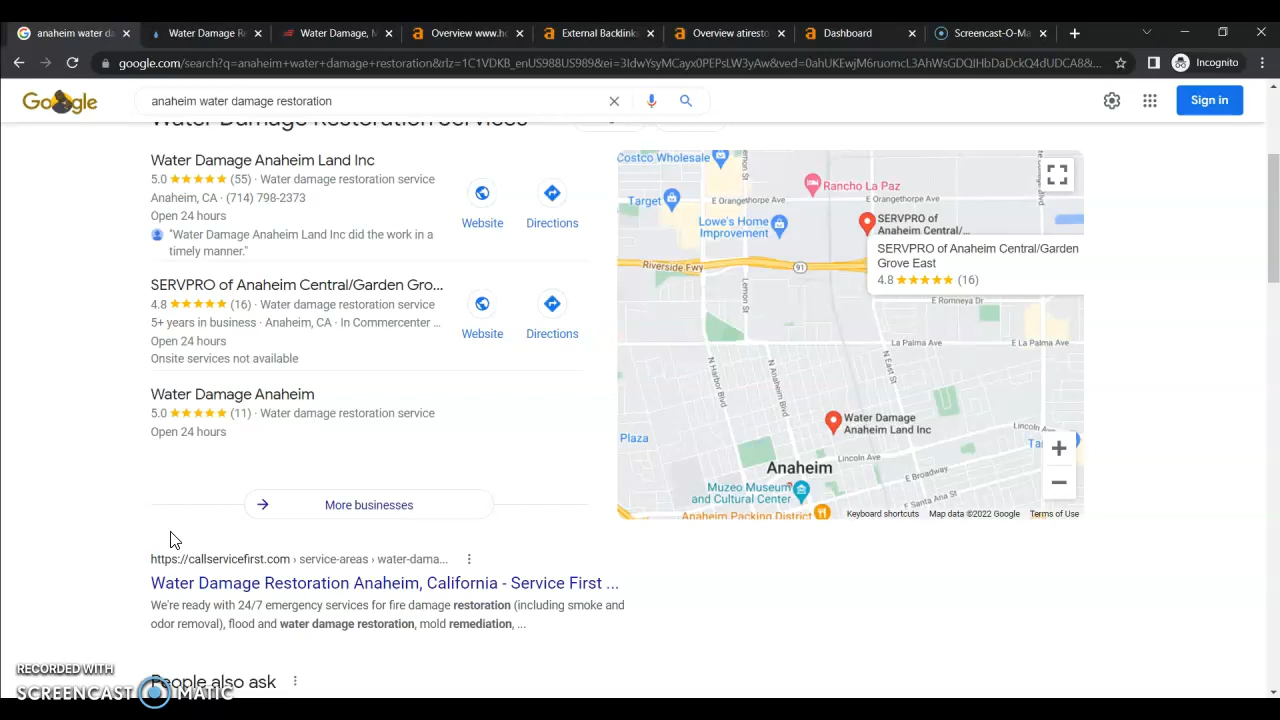 anaheim water da
Water Damage Re
Water Damage, M
Overview www.ho
External Backlinks
Overview atiresto
Dashboard
Screencast-O-Ma
google.com/search?q=anaheim+water+damage+restoration&rlz=1C1VDKB_enUS988US989&ei=3IdwYsyMCayx0PEPsLW3yAw&ved=0ahUKEwjM6ruomcL3AhWsGDQIHbDaDckQ4dUDCA8&...
Incognito
Google
anaheim water damage restoration
Sign in
Water Damage Restoration Services
Water Damage Anaheim Land Inc
5.0 (55) · Water damage restoration service
Anaheim, CA · (714) 798-2373
Open 24 hours
"Water Damage Anaheim Land Inc did the work in a
timely manner."
Website
Directions
SERVPRO of Anaheim Central/Garden Gro...
4.8 (16) · Water damage restoration service
5+ years in business · Anaheim, CA · In Commercenter ...
Open 24 hours
Onsite services not available
Website
Directions
Water Damage Anaheim
5.0 (11) · Water damage restoration service
Open 24 hours
More businesses
Costco Wholesale
Target
Rancho La Paz
E Orangethorpe Ave
E Orangethorpe Ave
Lowe's Home
Improvement
SERVPRO of
Anaheim Central/...
SERVPRO of Anaheim Central/Garden
Grove East
4.8 (16)
Riverside Fwy
91
Lemon St
E Romneya Dr
La Palma Ave
E La Palma Ave
N Harbor Blvd
N Anaheim Blvd
N East St
Water Damage
Anaheim Land Inc
Plaza
Lincoln Ave
Lincoln Ave
Ta
Anaheim
E Broadway
Muzeo Museum
and Cultural Center
E Santa Ana St
Anaheim Packing District
Keyboard shortcuts
Map data ©2022 Google
Terms of Use
https://callservicefirst.com › service-areas › water-dama...
Water Damage Restoration Anaheim, California - Service First ...
We're ready with 24/7 emergency services for fire damage restoration (including smoke and
odor removal), flood and water damage restoration, mold remediation, ...
People also ask
RECORDED WITH
SCREENCAST MATIC